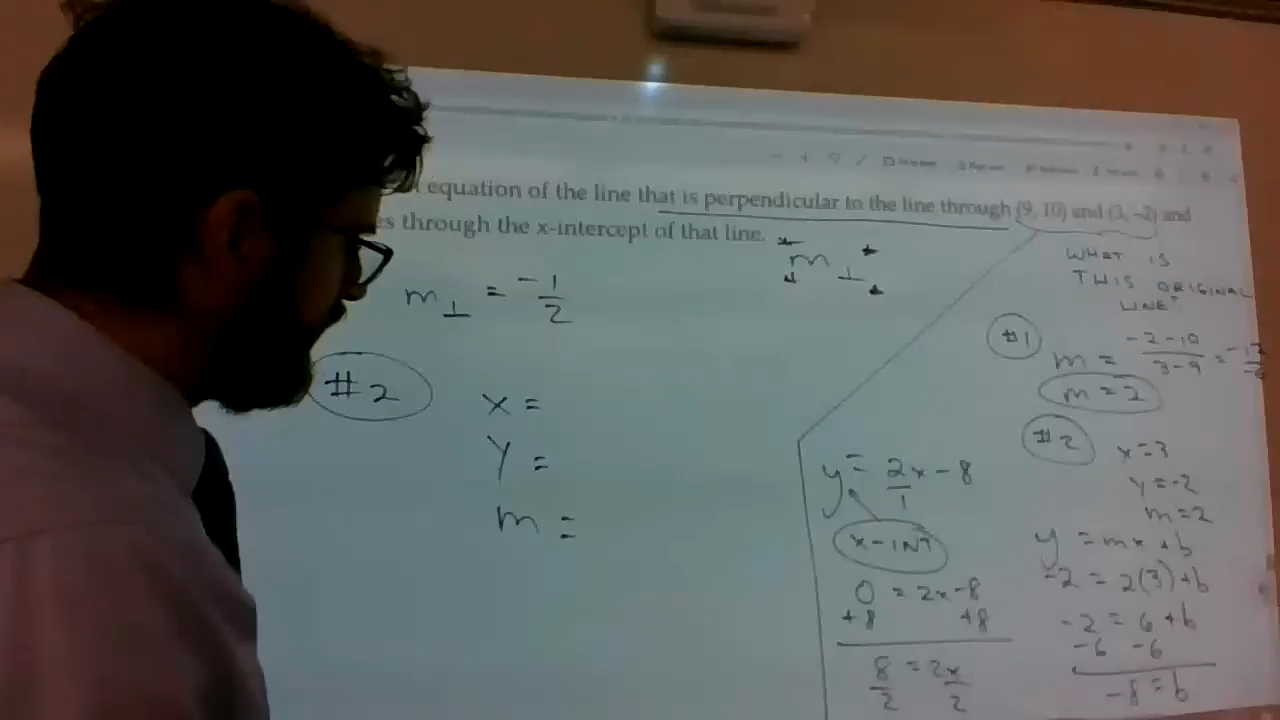 equation of the line that is perpendicular to the line through (9, 10) and (3, -2) and
es through the x-intercept of that line.
m⊥
m⊥ = -1/2
#2
x =
y =
m =
WHAT IS
THIS ORIGINAL
LINE?
#1
m = -2-10/3-9 = -12/-6
m = 2
#2
x = 3
y = -2
m = 2
y = mx + b
-2 = 2(3) + b
-2 = 6 + b
-6 -6
-8 = b
y = 2/1 x - 8
x-INT
0 = 2x - 8
+8 +8
8/2 = 2x/2